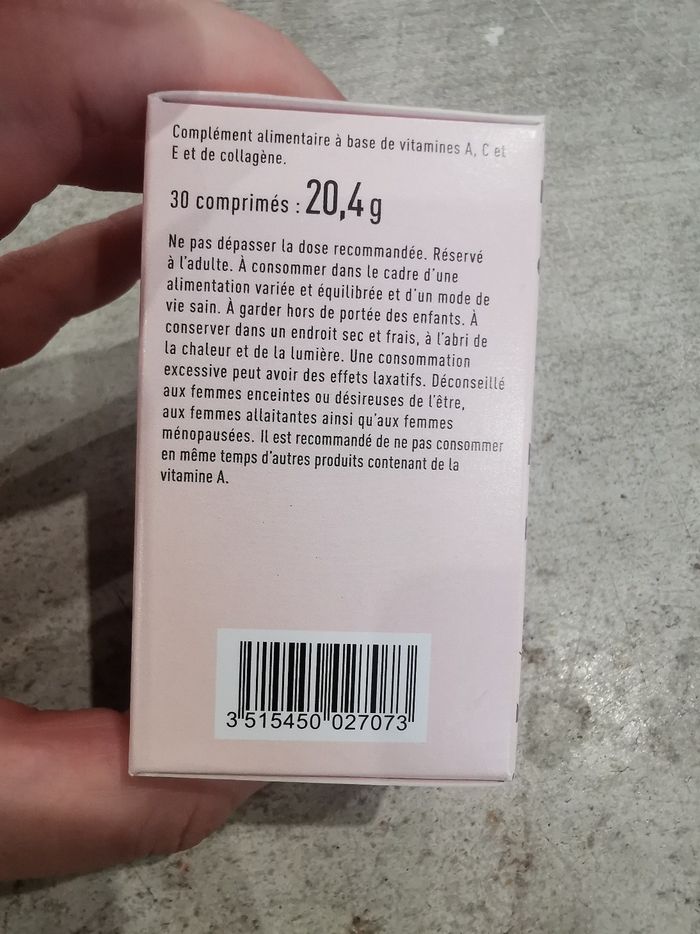 Complément alimentaire à base de vitamines A, C et
E et de collagène.
30 comprimés : 20,4 g
Ne pas dépasser la dose recommandée. Réservé
à l'adulte. À consommer dans le cadre d'une
alimentation variée et équilibrée et d'un mode de
vie sain. À garder hors de portée des enfants. À
conserver dans un endroit sec et frais, à l'abri de
la chaleur et de la lumière. Une consommation
excessive peut avoir des effets laxatifs. Déconseillé
aux femmes enceintes ou désireuses de l'être,
aux femmes allaitantes ainsi qu'aux femmes
ménopausées. Il est recommandé de ne pas consommer
en même temps d'autres produits contenant de la
vitamine A.
3 515450 027073